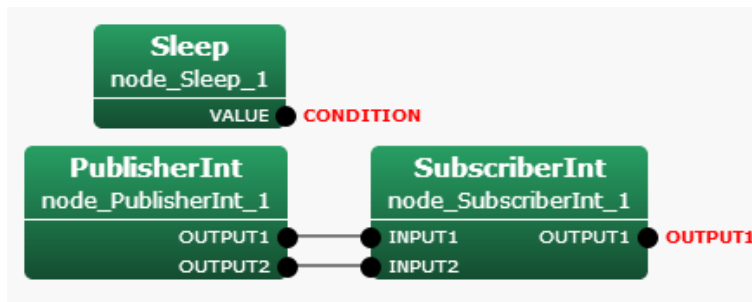 Sleep
node_Sleep_1
VALUE CONDITION
PublisherInt
node_PublisherInt_1
OUTPUT1
OUTPUT2
SubscriberInt
node_SubscriberInt_1
INPUT1 OUTPUT1 OUTPUT1
INPUT2